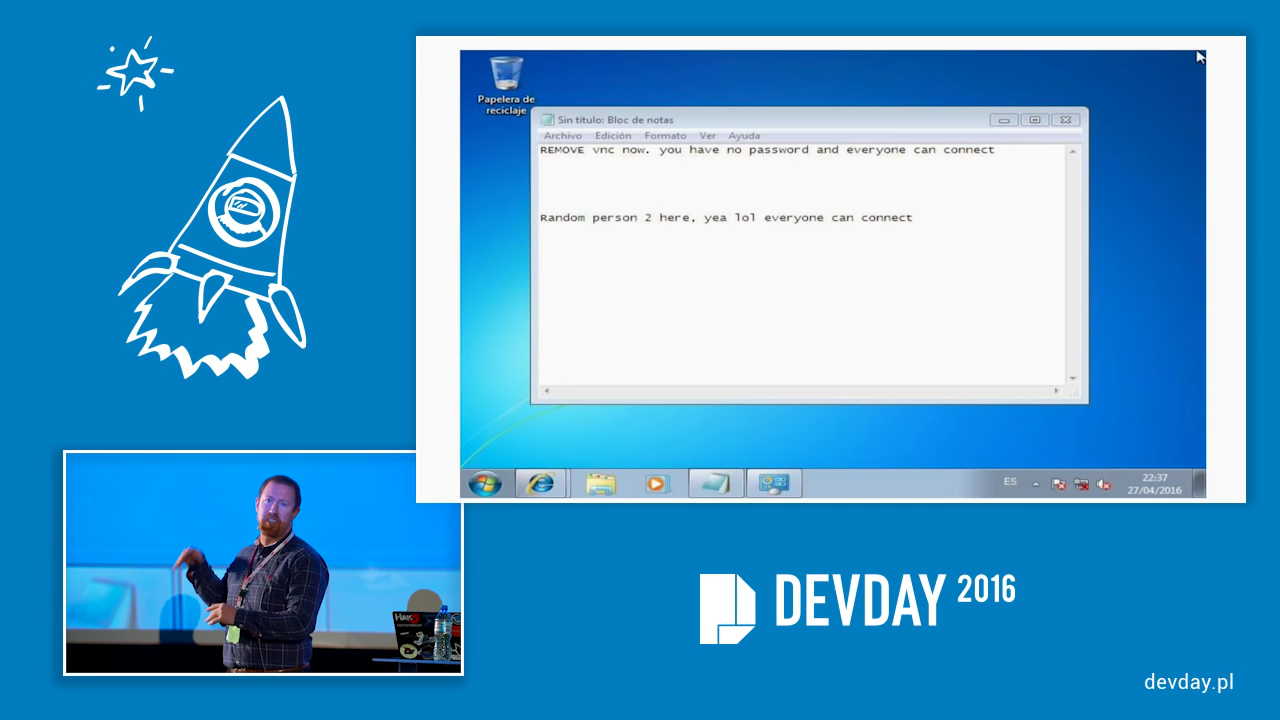 Papelera de
reciclaje
Sin título: Bloc de notas
Archivo Edición Formato Ver Ayuda
REMOVE vnc now. you have no password and everyone can connect
Random person 2 here, yea lol everyone can connect
ES
22:37
27/04/2016
HAK5
DEVDAY 2016
devday.pl